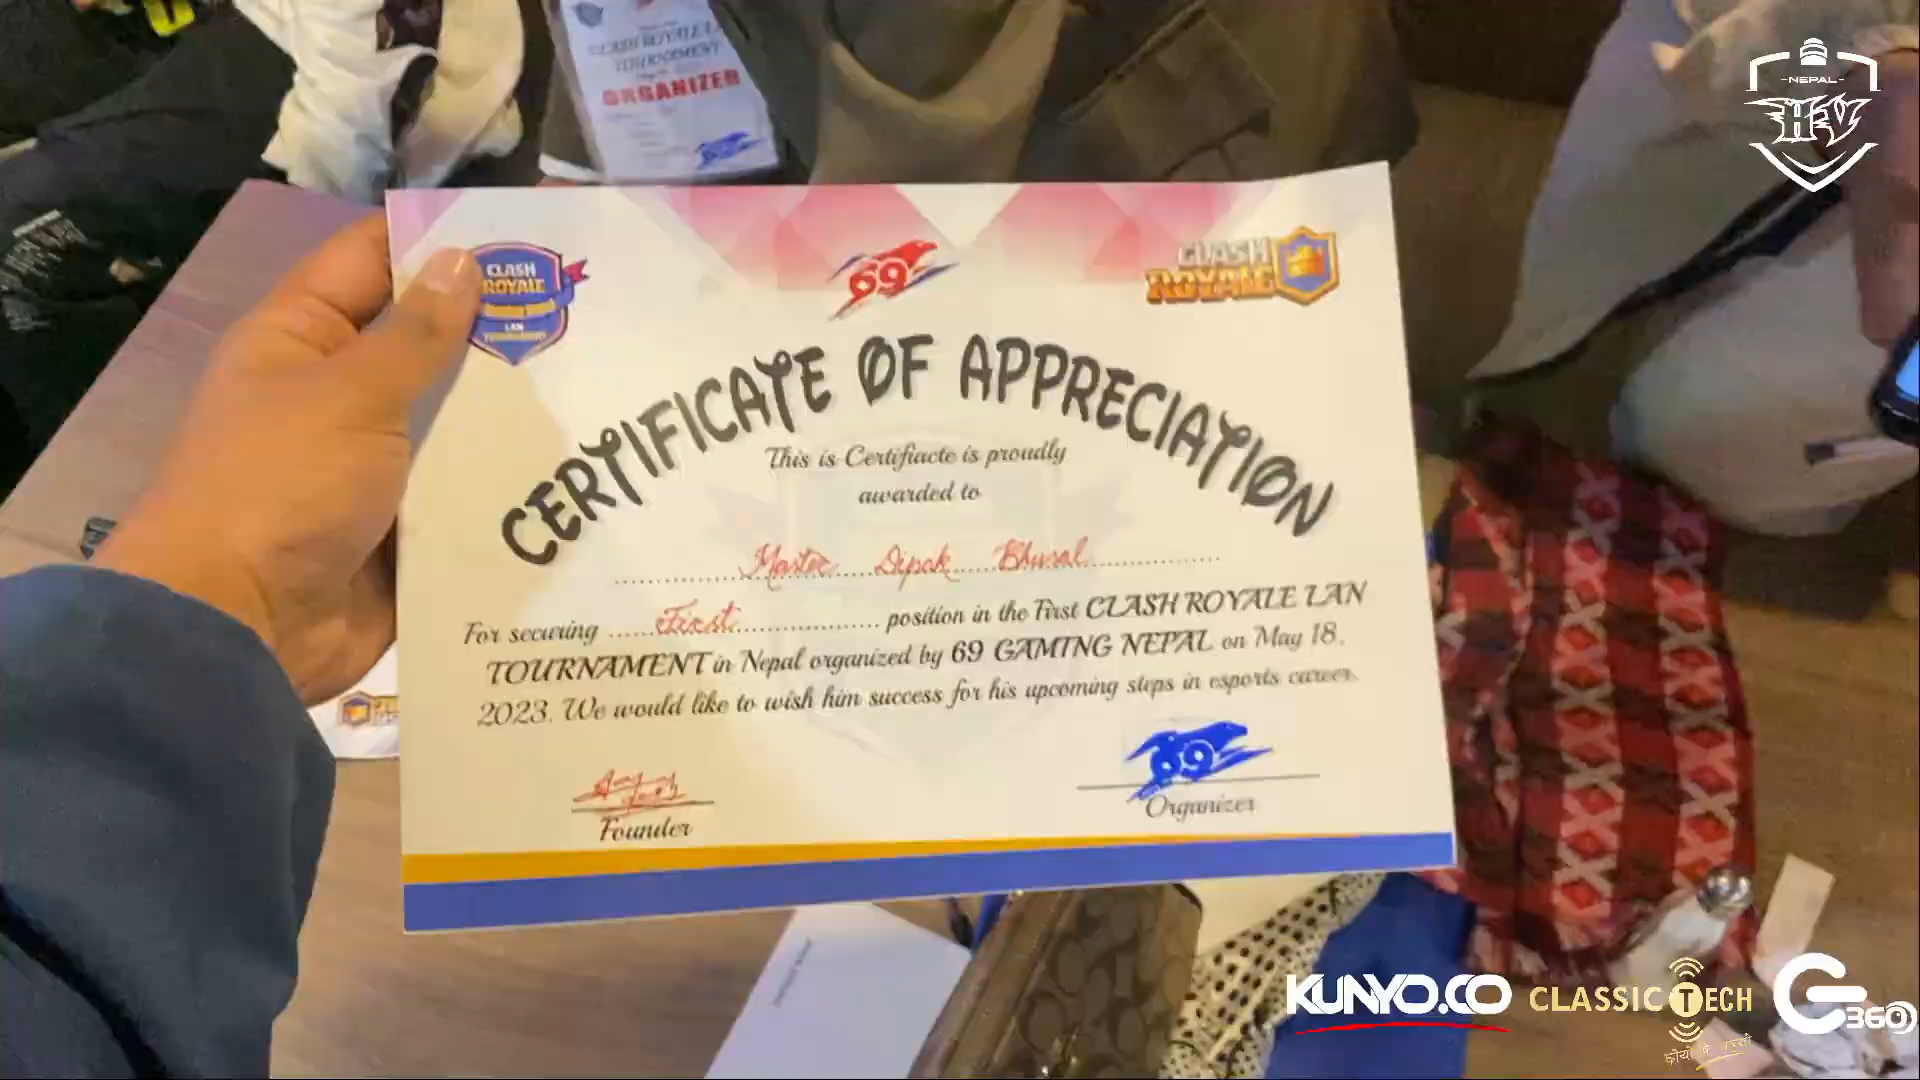 CLASH ROYALE LAN
TOURNAMENT
ORGANIZER
-NEPAL-
HV
CLASH
ROYALE
LAN
TOURNAMENT
69
CLASH
ROYALE
CERTIFICATE OF APPRECIATION
This is Certifiacte is proudly
awarded to
Master Dipak Bhusal
For securing First position in the First CLASH ROYALE LAN
TOURNAMENT in Nepal organized by 69 GAMING NEPAL on May 18,
2023. We would like to wish him success for his upcoming steps in esports career.
69
Founder
Organizer
KUNYO.CO
CLASSIC TECH
G360